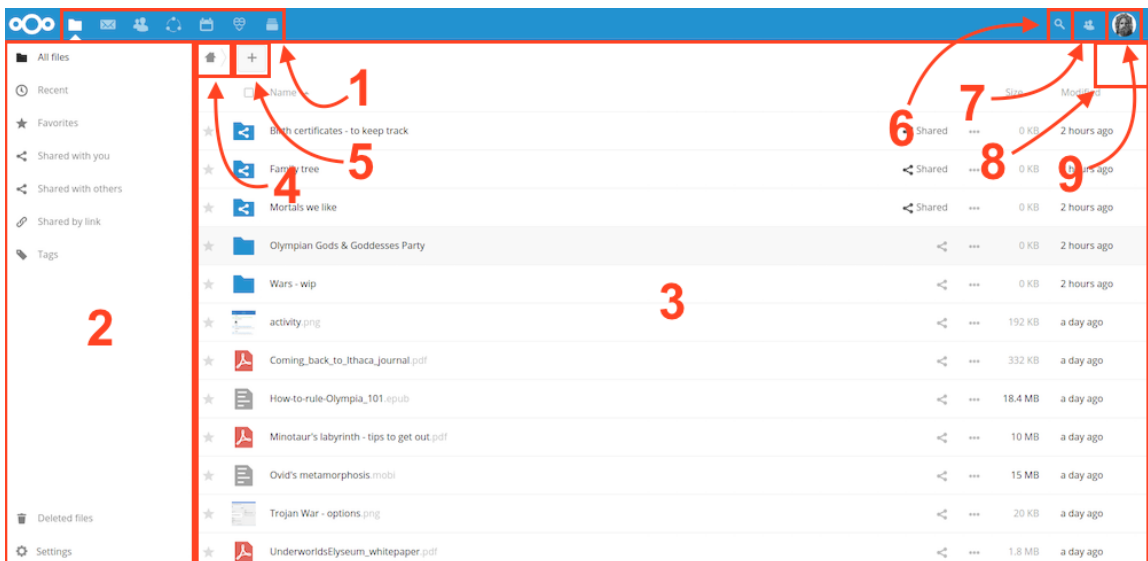 All files
Recent
Favorites
Shared with you
Shared with others
Shared by link
Tags
Deleted files
Settings
Name Size Modified
Birth certificates - to keep track Shared 0 KB 2 hours ago
Family tree Shared 0 KB 2 hours ago
Mortals we like Shared 0 KB 2 hours ago
Olympian Gods & Goddesses Party 0 KB 2 hours ago
Wars - wip 0 KB 2 hours ago
activity.png 192 KB a day ago
Coming_back_to_Ithaca_journal.pdf 332 KB a day ago
How-to-rule-Olympia_101.epub 18.4 MB a day ago
Minotaur's labyrinth - tips to get out.pdf 10 MB a day ago
Ovid's metamorphosis.mobi 15 MB a day ago
Trojan War - options.png 20 KB a day ago
UnderworldsElyseum_whitepaper.pdf 1.8 MB a day ago
1
2
3
4
5
6
7
8
9